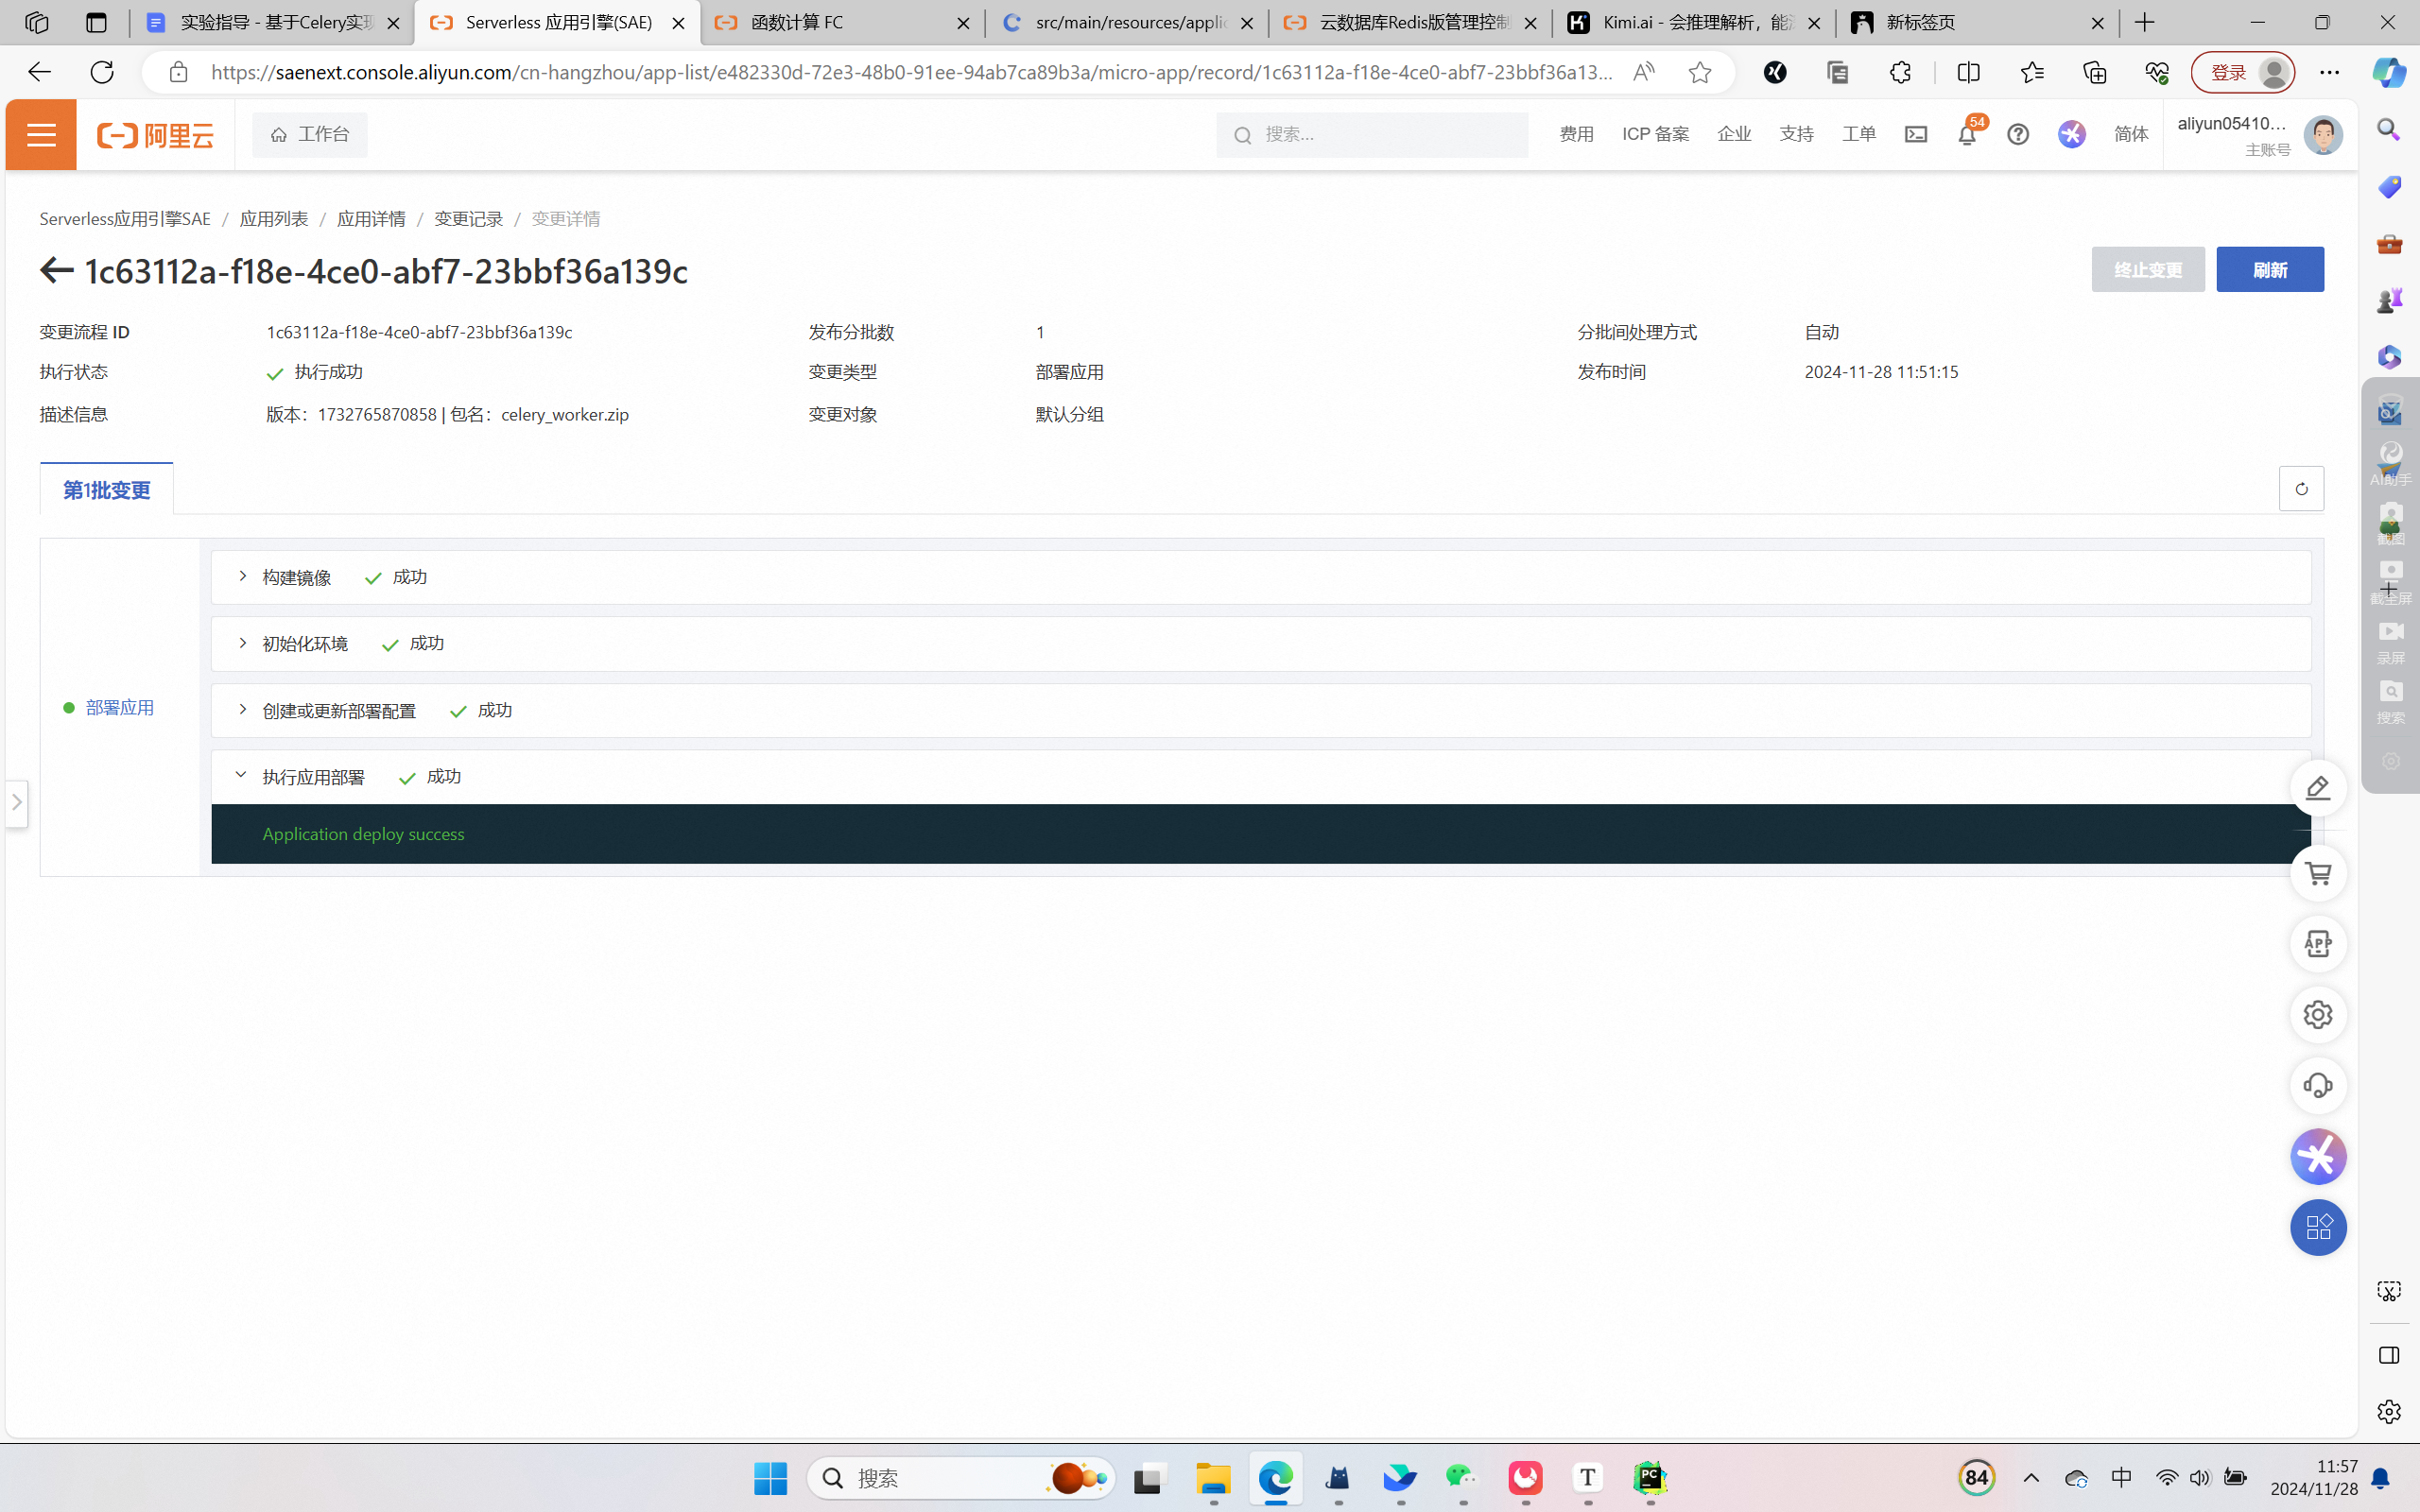 实验指导 - 基于Celery实现
Serverless 应用引擎(SAE)
函数计算 FC
src/main/resources/applic
云数据库Redis版管理控制
Kimi.ai - 会推理解析，能
新标签页
https://saenext.console.aliyun.com/cn-hangzhou/app-list/e482330d-72e3-48b0-91ee-94ab7ca89b3a/micro-app/record/1c63112a-f18e-4ce0-abf7-23bbf36a13...
登录
阿里云
工作台
搜索...
费用
ICP 备案
企业
支持
工单
54
简体
aliyun05410...
主账号
Serverless应用引擎SAE / 应用列表 / 应用详情 / 变更记录 / 变更详情
1c63112a-f18e-4ce0-abf7-23bbf36a139c
终止变更
刷新
变更流程 ID 1c63112a-f18e-4ce0-abf7-23bbf36a139c 发布分批数 1 分批间处理方式 自动
执行状态 执行成功 变更类型 部署应用 发布时间 2024-11-28 11:51:15
描述信息 版本：1732765870858 | 包名：celery_worker.zip 变更对象 默认分组
第1批变更
部署应用
构建镜像 成功
初始化环境 成功
创建或更新部署配置 成功
执行应用部署 成功
Application deploy success
AI助手
截图
截全屏
录屏
搜索
APP
搜索
T
PC
84
中
11:57
2024/11/28